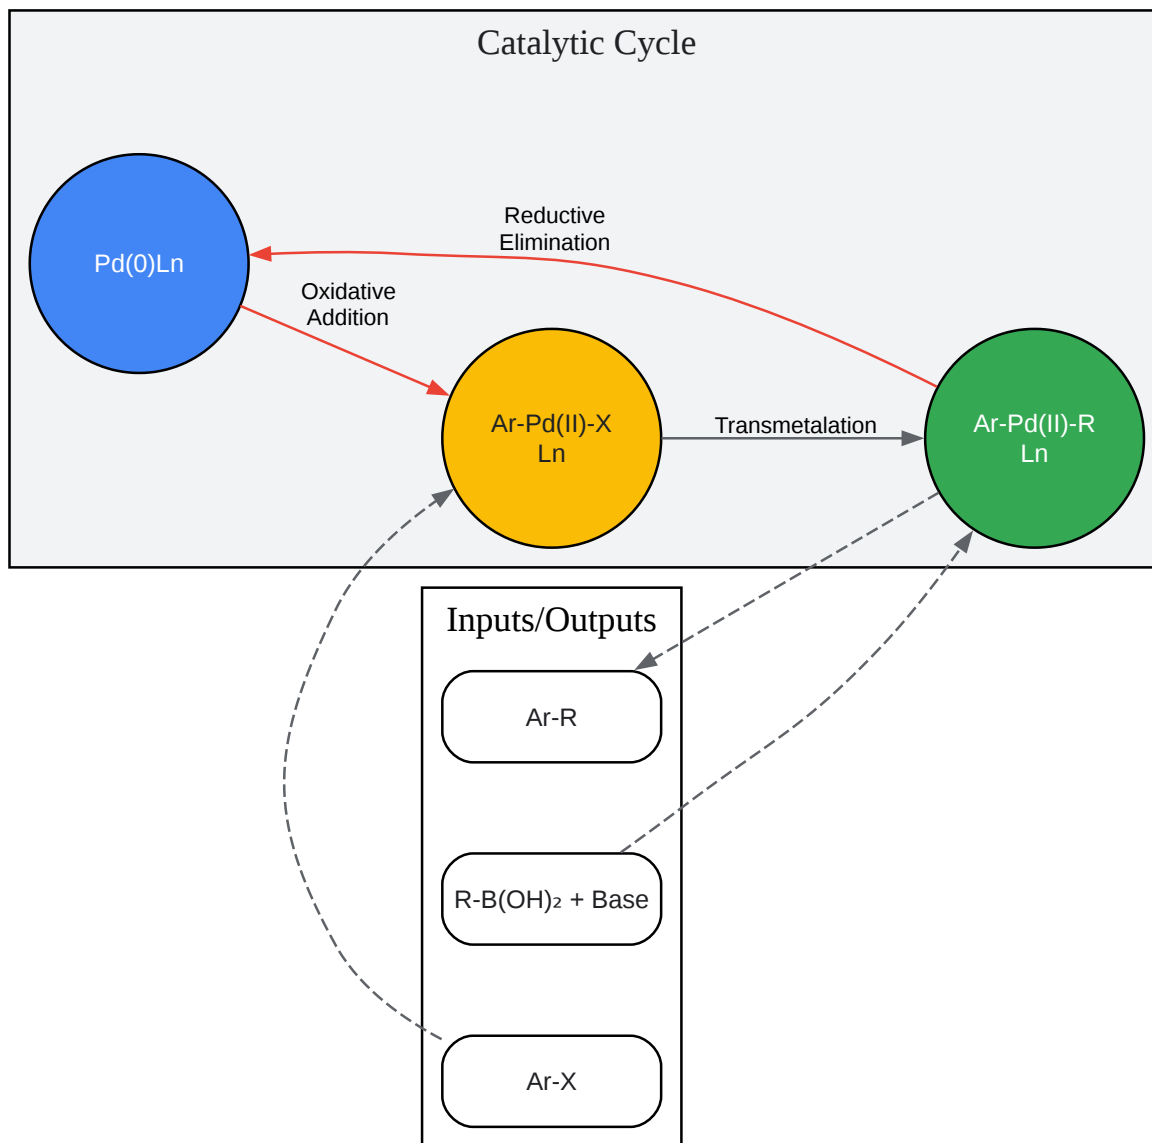 Catalytic Cycle
Reductive
Elimination
Pd(0)Ln
Oxidative
Addition
Ar-Pd(II)-X
Ln
Transmetalation
Ar-Pd(II)-R
Ln
Inputs/Outputs
Ar-R
R-B(OH)₂ + Base
Ar-X